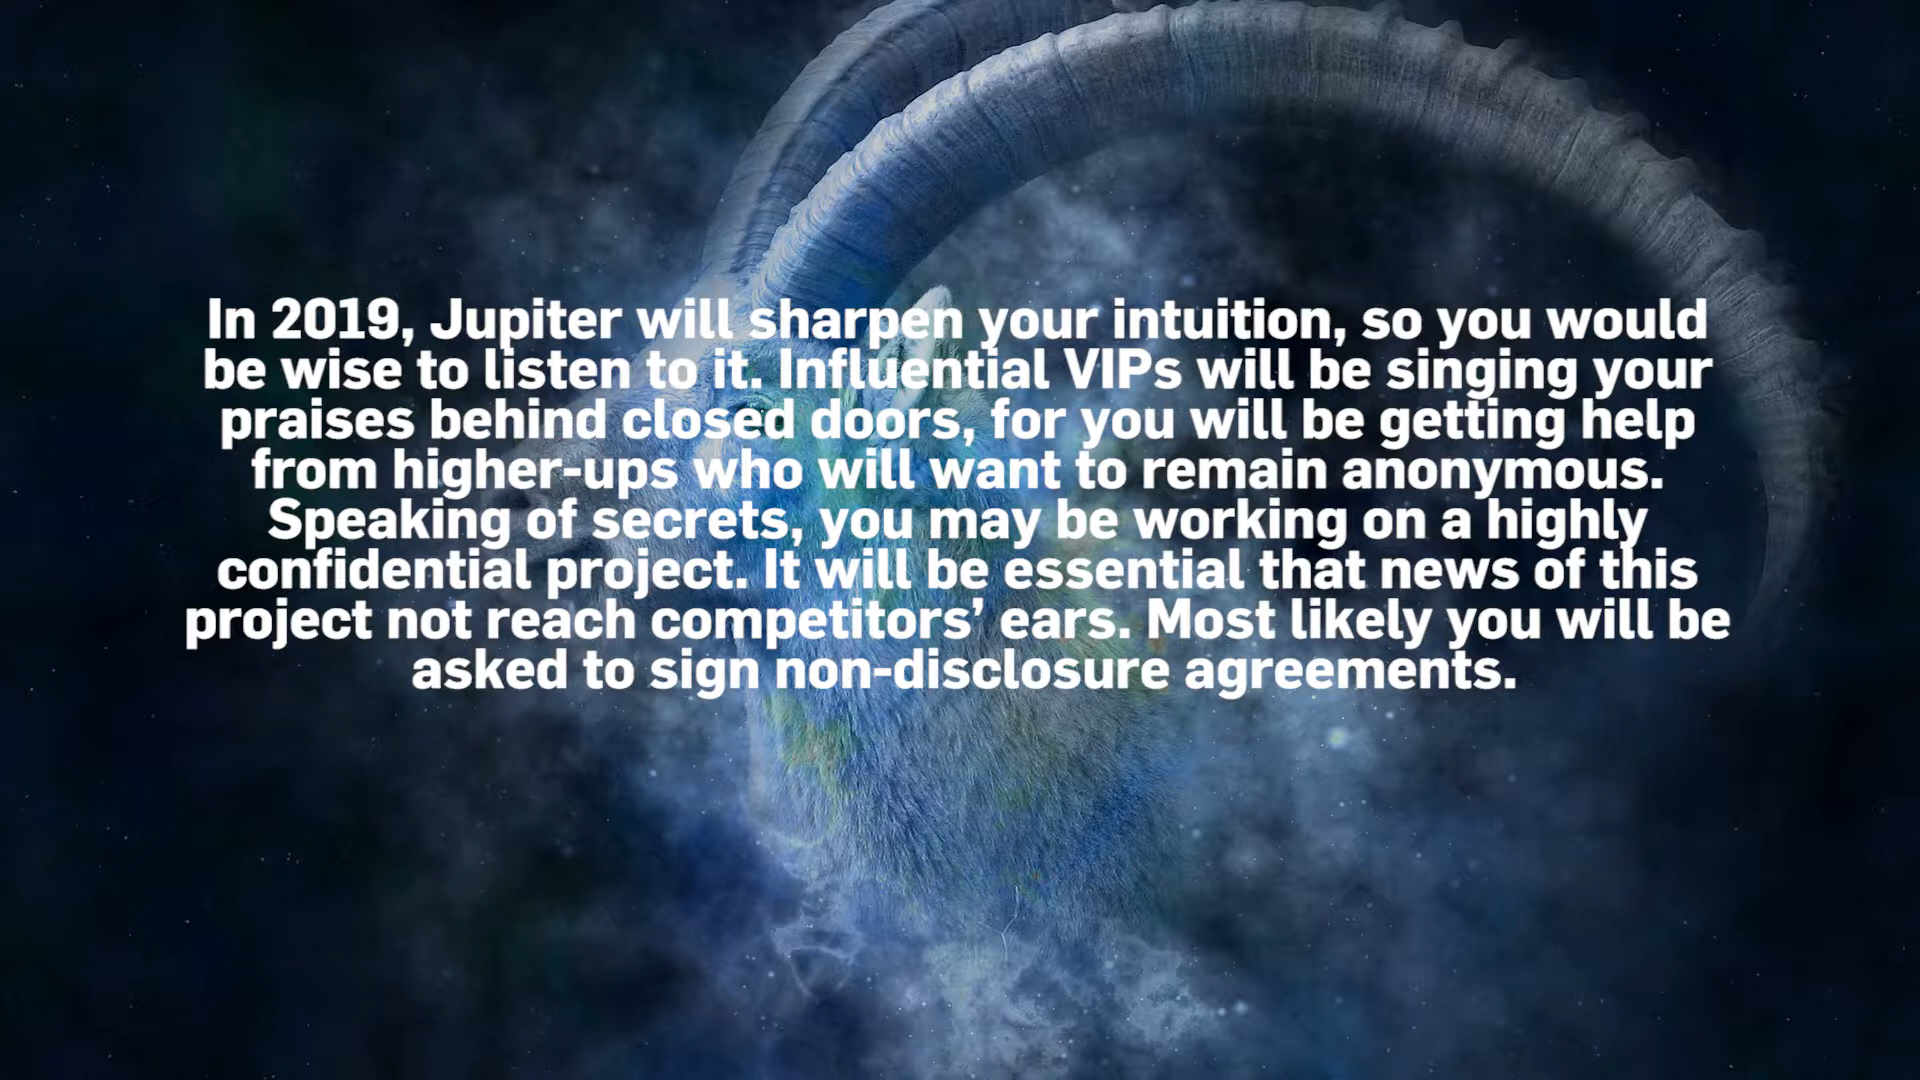 In 2019, Jupiter will sharpen your intuition, so you would
be wise to listen to it. Influential VIPs will be singing your
praises behind closed doors, for you will be getting help
from higher-ups who will want to remain anonymous.
Speaking of secrets, you may be working on a highly
confidential project. It will be essential that news of this
project not reach competitors’ ears. Most likely you will be
asked to sign non-disclosure agreements.